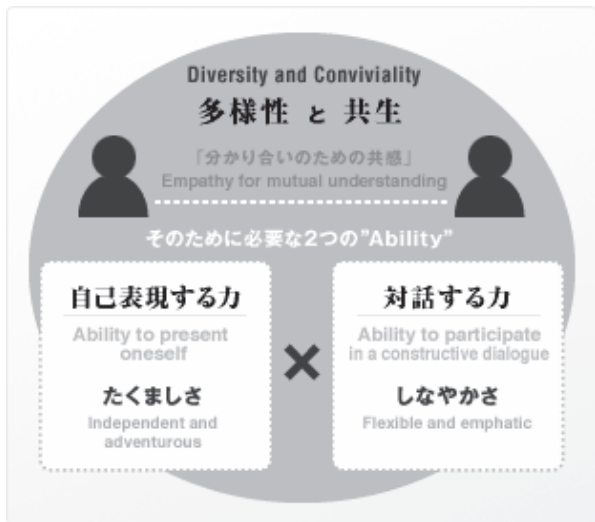 Diversity and Conviviality
多様性 と 共生
「分かり合いのための共感」
Empathy for mutual understanding
そのために必要な2つの"Ability"
自己表現する力
Ability to present
oneself
たくましさ
Independent and
adventurous
×
対話する力
Ability to participate
in a constructive dialogue
しなやかさ
Flexible and emphatic